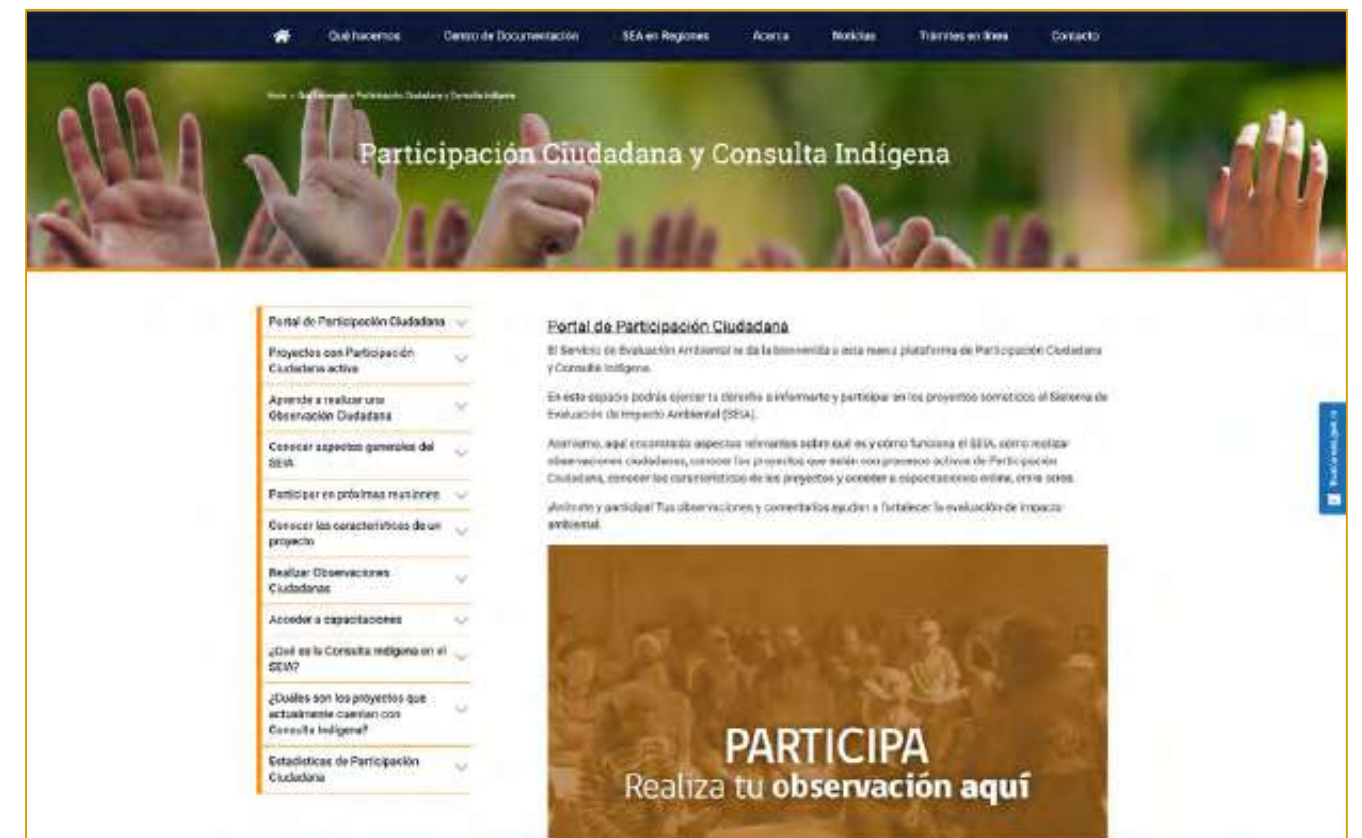 Qué hacemos
Centro de Documentación
SEA en Regiones
Acerca
Noticias
Trámites en línea
Contacto
Participación Ciudadana y Consulta Indígena
Participación Ciudadana y Consulta Indígena
Portal de Participación Ciudadana
Proyectos con Participación
Ciudadana activa
Aprende a realizar una
Observación Ciudadana
Conocer aspectos generales del
SEIA
Participar en próximas reuniones
Conocer las características de un
proyecto
Realizar Observaciones
Ciudadanas
Acceder a capacitaciones
¿Qué es la Consulta Indígena en el
SEIA?
¿Cuáles son los proyectos que
actualmente cuentan con
Consulta Indígena?
Estadísticas de Participación
Ciudadana
Portal de Participación Ciudadana
El Servicio de Evaluación Ambiental te da la bienvenida a esta nueva plataforma de Participación Ciudadana
y Consulta Indígena.
En este espacio podrás ejercer tu derecho a informarte y participar en los proyectos sometidos al Sistema de
Evaluación de Impacto Ambiental (SEIA).
Asimismo, aquí encontrarás aspectos relevantes sobre qué es y cómo funciona el SEIA, cómo realizar
observaciones ciudadanas, conocer los proyectos que están con procesos activos de Participación
Ciudadana, conocer las características de los proyectos y acceder a capacitaciones online, entre otros.
¡Anímate y participa! Tus observaciones y comentarios ayudan a fortalecer la evaluación de impacto
ambiental.
PARTICIPA
Realiza tu observación aquí